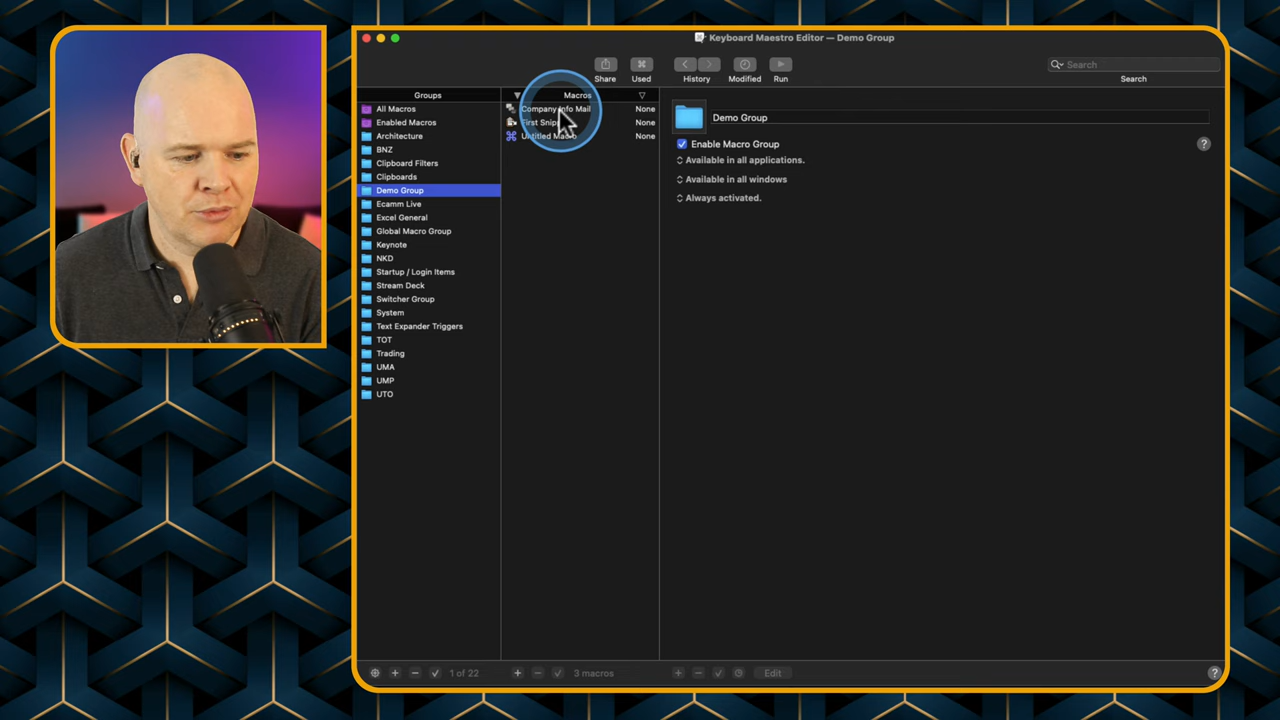 Keyboard Maestro Editor — Demo Group
Share
Used
History
Modified
Run
Search
Search
Groups
All Macros
Enabled Macros
Architecture
BNZ
Clipboard Filters
Clipboards
Demo Group
Ecamm Live
Excel General
Global Macro Group
Keynote
NKD
Startup / Login Items
Stream Deck
Switcher Group
System
Text Expander Triggers
TOT
Trading
UMA
UMP
UTO
1 of 22
Macros
Company Info Mail None
First None
Untitled None
3 macros
Demo Group
Enable Macro Group
?
Available in all applications.
Available in all windows
Always activated.
Edit
?